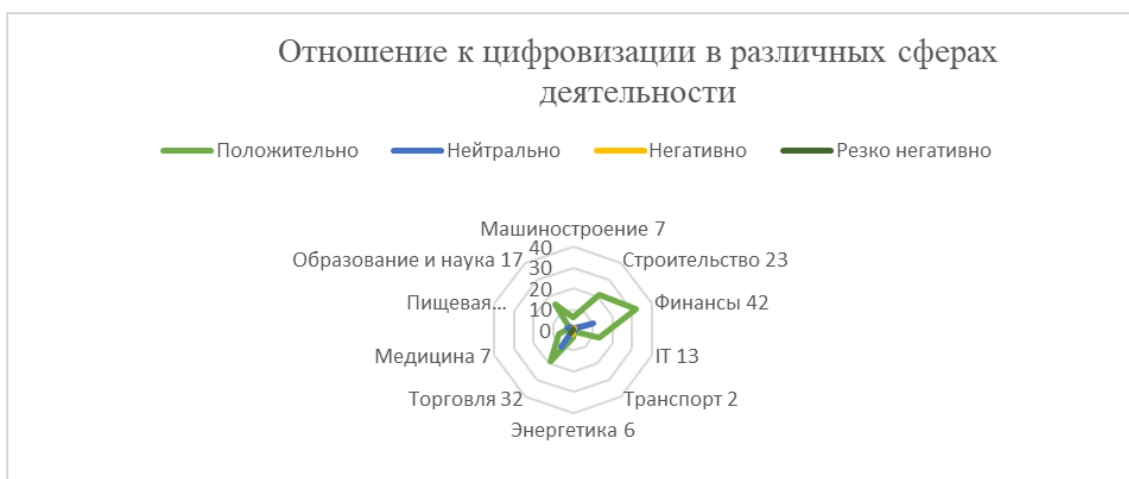 Отношение к цифровизации в различных сферах
деятельности
Положительно Нейтрально Негативно Резко негативно
Машиностроение 7
40
Строительство 23
Образование и наука 17
30
20
Финансы 42
Пищевая...
10
0
Медицина 7
IT 13
Торговля 32
Транспорт 2
Энергетика 6